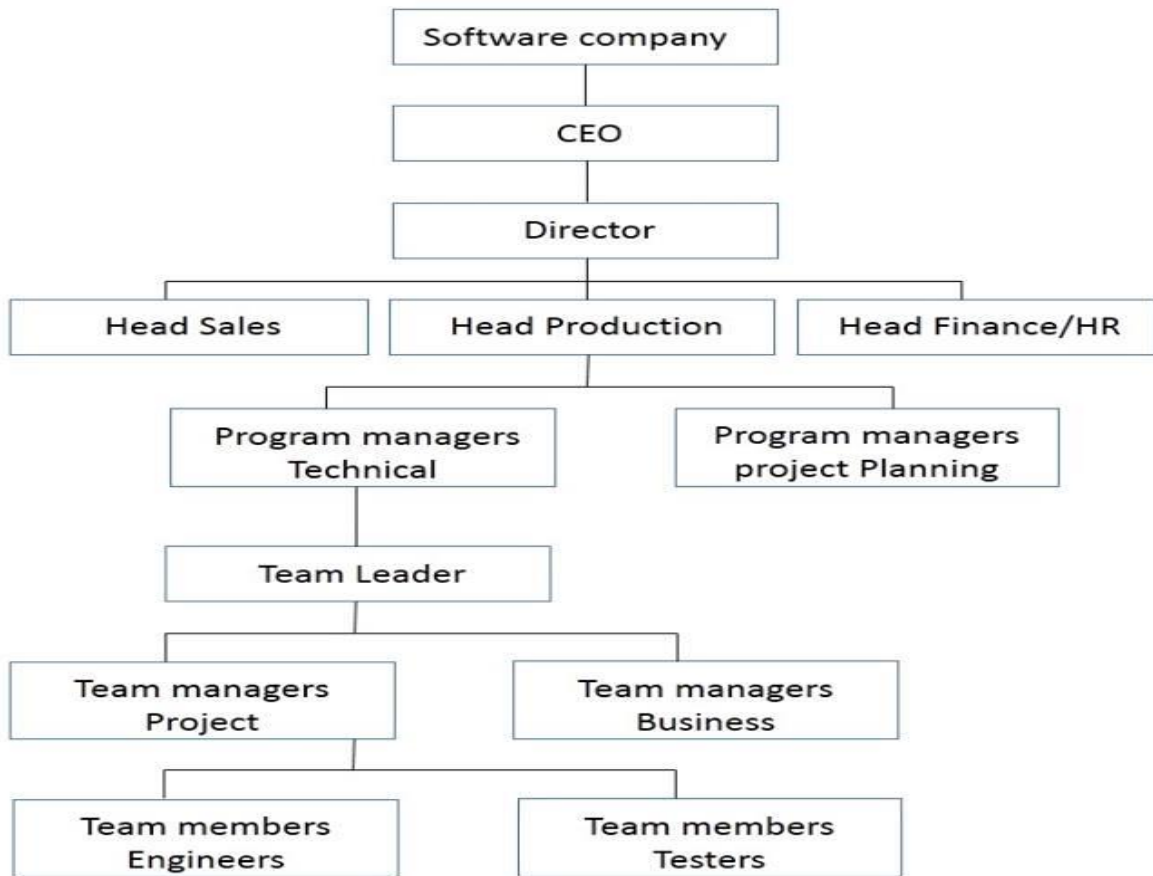 Software company
CEO
Director
Head Sales
Head Production
Head Finance/HR
Program managers
Technical
Program managers
project Planning
Team Leader
Team managers
Project
Team managers
Business
Team members
Engineers
Team members
Testers